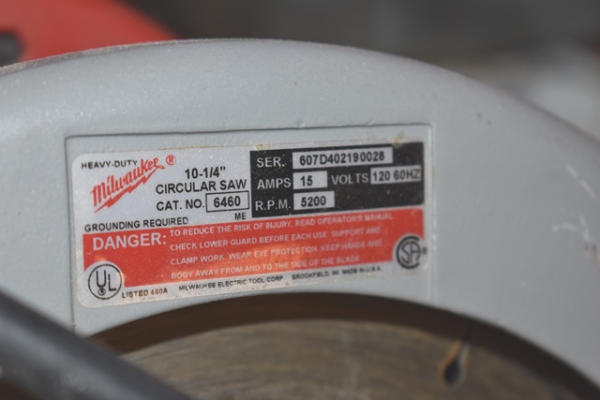 HEAVY-DUTY
Milwaukee ®
10-1/4"
CIRCULAR SAW
CAT. NO. 6460
ME
GROUNDING REQUIRED
SER. 607D402190028
AMPS 15 VOLTS 120 60HZ
R.P.M. 5200
DANGER: TO REDUCE THE RISK OF INJURY, READ OPERATOR'S MANUAL.
CHECK LOWER GUARD BEFORE EACH USE. SUPPORT AND
CLAMP WORK. WEAR EYE PROTECTION. KEEP HANDS AND
BODY AWAY FROM AND TO THE SIDE OF THE BLADE.
UL
SA
LISTED 480A MILWAUKEE ELECTRIC TOOL CORP. BROOKFIELD, WI MADE IN U.S.A.